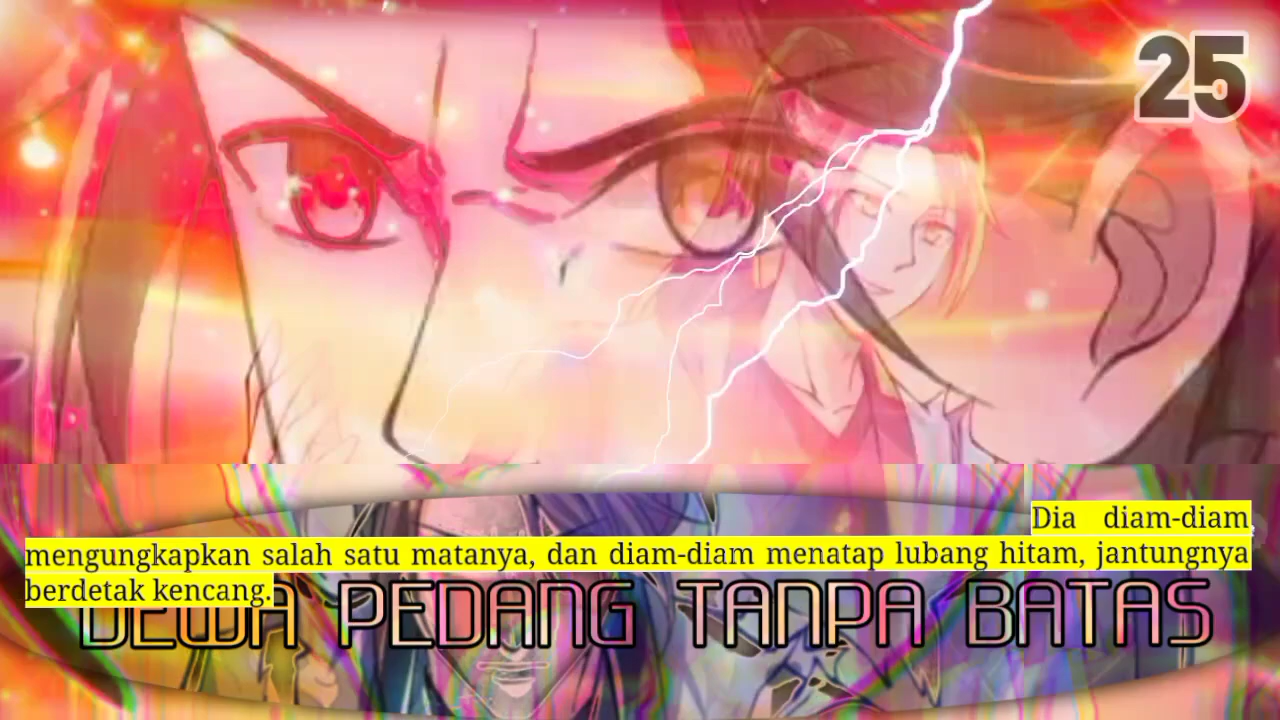 25
Dia diam-diam
mengungkapkan salah satu matanya, dan diam-diam menatap lubang hitam, jantungnya
berdetak kencang.
DEWA PEDANG TANPA BATAS